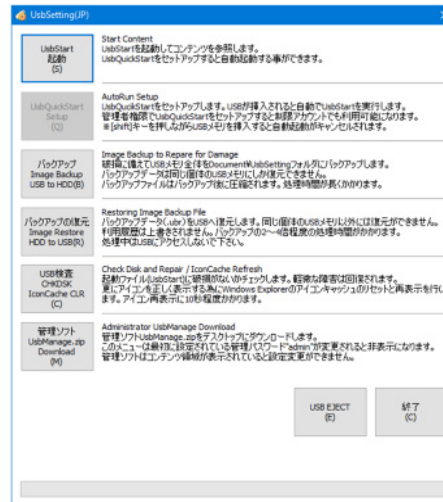 UsbSetting(JP)
UsbStart
起動
(S)
Start Content
UsbStartを起動してコンテンツを参照します。
UsbQuickStartをセットアップすると自動起動する事ができます。
UsbQuickStart
Setup
(Q)
AutoRun Setup
UsbQucikStartをセットアップします。USBが挿入されると自動でUsbStartを実行します。
管理者権限でUsbQuickStartをセットアップすると制限アカウントでも利用可能になります。
※[shift]キーを押しながらUSBメモリを挿入すると自動起動がキャンセルされます。
バックアップ
Image Backup
USB to HDD(B)
Image Backup to Repare for Damage
破損に備えてUSBメモリ全体をDocument¥UsbSettingフォルダにバックアップします。
バックアップデータは同じ個体のUSBメモリにしか復元できません。
バックアップファイルはバックアップ後に圧縮されます。処理時間が長くかかります。
バックアップの復元
Image Restore
HDD to USB(R)
Restoring Image Backup File
バックアップデータ(.ubr)をUSBへ復元します。同じ個体のUSBメモリ以外には復元ができません。
利用履歴は上書きされません。バックアップの2～4倍程度の処理時間がかかります。
処理中はUSBにアクセスしないで下さい。
USB検査
CHKDSK
IconCache CLR
(C)
Check Disk and Repair / IconCache Refresh
起動ファイル(UsbStart)に破損がないかチェックします。軽微な障害は回復されます。
更にアイコンを正しく表示する為にWindows Explorerのアイコンキャッシュのリセットと再表示を行い
ます。アイコン再表示に10秒程度かかります。
管理ソフト
UsbManage.zip
Download
(M)
Administrator UsbManage Download
管理ソフトUsbManage.zipをデスクトップにダウンロードします。
このメニューは最初に設定されている管理パスワード"admin"が変更されると非表示になります。
管理ソフトはコンテンツ領域が表示されていると設定変更ができません。
USB EJECT
(E)
終了
(C)